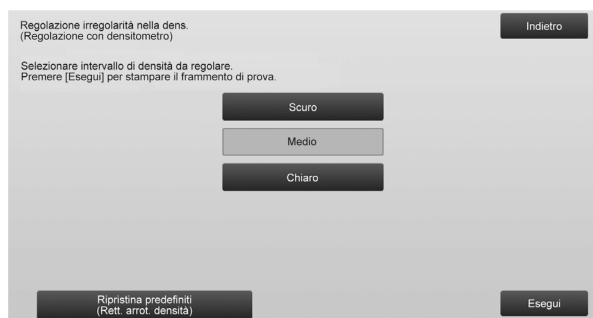 Regolazione irregolarità nella dens.
(Regolazione con densitometro)
Indietro
Selezionare intervallo di densità da regolare.
Premere [Esegui] per stampare il frammento di prova.
Scuro
Medio
Chiaro
Ripristina predefiniti
(Rett. arrot. densità)
Esegui